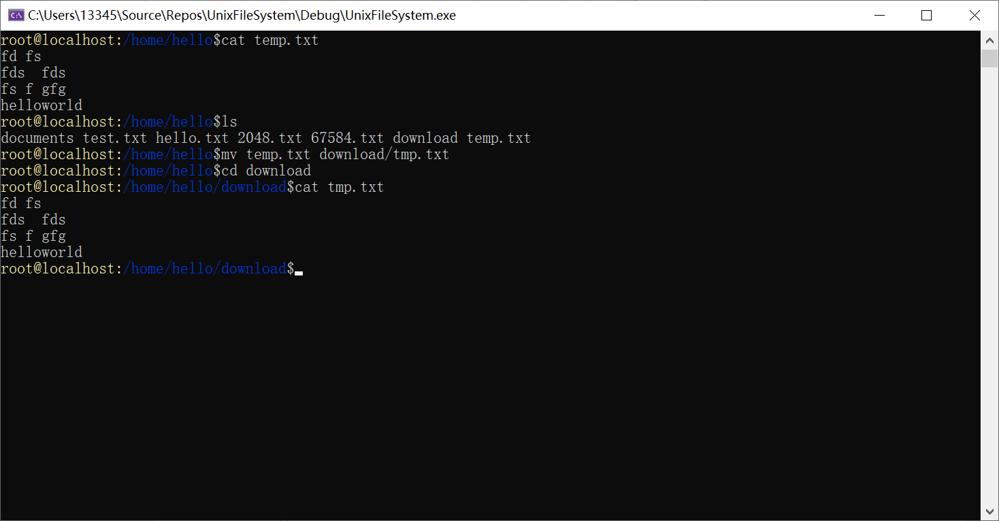 C:\Users\13345\Source\Repos\UnixFileSystem\Debug\UnixFileSystem.exe
root@localhost:/home/hello$cat temp.txt
fd fs
fds  fds
fs f gfg
helloworld
root@localhost:/home/hello$ls
documents test.txt hello.txt 2048.txt 67584.txt download temp.txt
root@localhost:/home/hello$mv temp.txt download/tmp.txt
root@localhost:/home/hello$cd download
root@localhost:/home/hello/download$cat tmp.txt
fd fs
fds  fds
fs f gfg
helloworld
root@localhost:/home/hello/download$